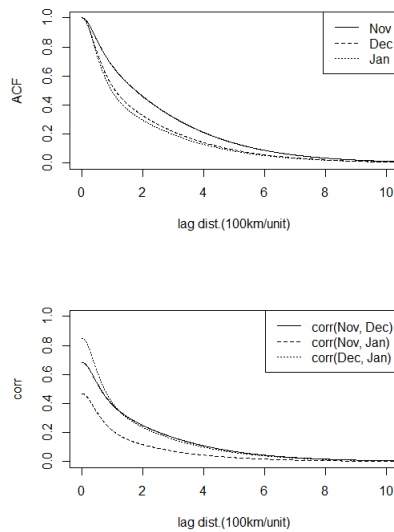 ACF
1.0
0.8
0.6
0.4
0.2
0.0
Nov
Dec
Jan
0 2 4 6 8 10
lag dist.(100km/unit)
corr
1.0
0.8
0.6
0.4
0.2
0.0
corr(Nov, Dec)
corr(Nov, Jan)
corr(Dec, Jan)
0 2 4 6 8 10
lag dist.(100km/unit)